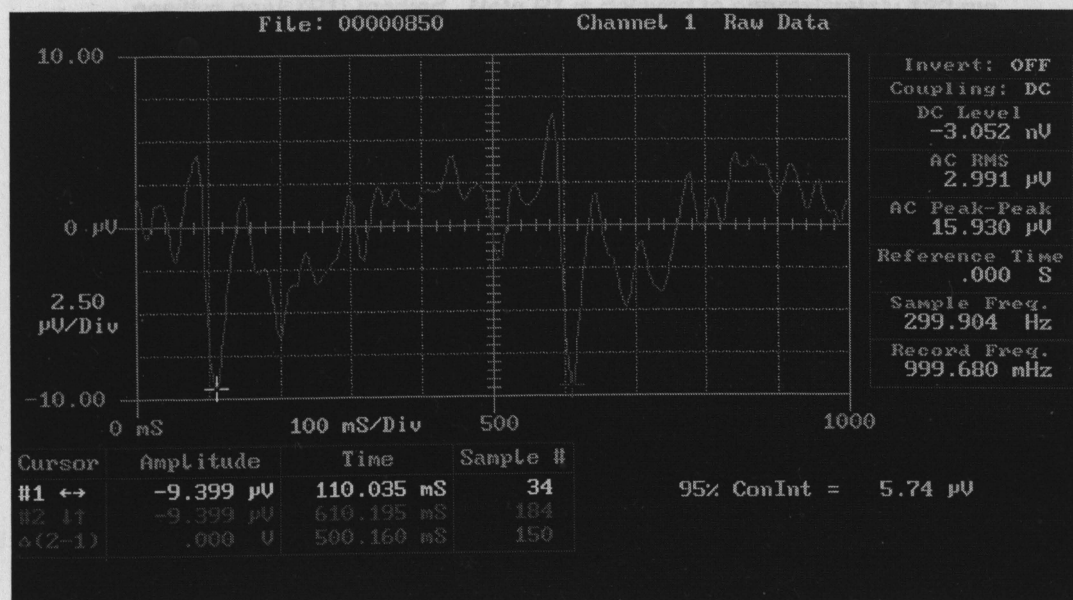 File: 00000850 Channel 1 Raw Data
10.00
0 µV
2.50
µV/Div
-10.00
0 mS 100 mS/Div 500 1000
Invert: OFF
Coupling: DC
DC Level
-3.052 nV
AC RMS
2.991 µV
AC Peak-Peak
15.930 µV
Reference Time
.000 S
Sample Freq.
299.904 Hz
Record Freq.
999.680 mHz
Cursor Amplitude Time Sample #
#1 ↔ -9.399 µV 110.035 mS 34
#2 ↓↑ -9.399 µV 610.195 mS 184
△(2-1) .000 V 500.160 mS 150
95% ConInt = 5.74 µV